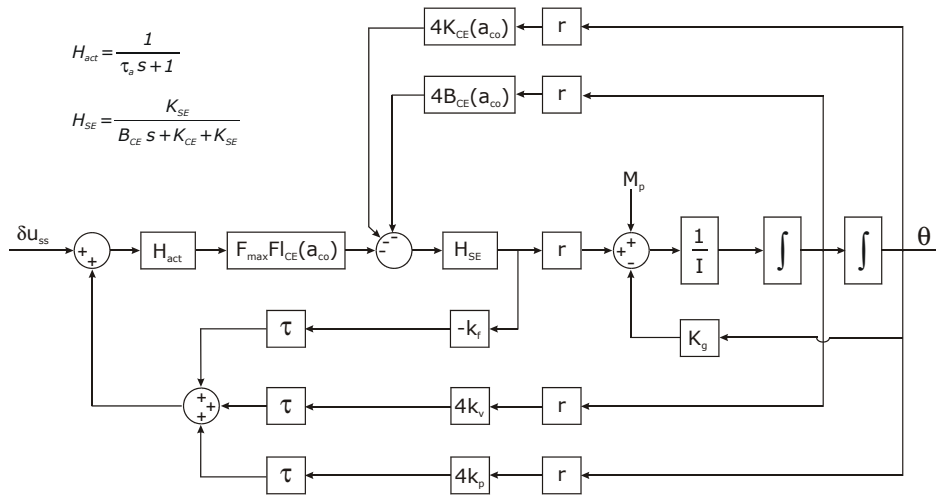 H_act = 1 / (τ_a s + 1)
H_SE = K_SE / (B_CE s + K_CE + K_SE)
4K_CE(a_co)
r
4B_CE(a_co)
r
M_p
δu_ss
+
+
H_act
F_max Fl_CE(a_co)
-
-
-
H_SE
r
+
+
-
1
I
∫
∫
θ
τ
-k_f
K_g
+
+
+
τ
4k_v
r
τ
4k_p
r